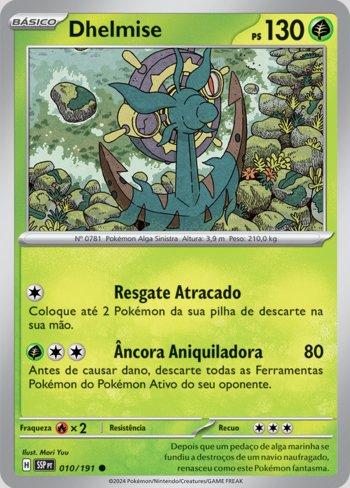 BÁSICO
Dhelmise
PS 130
Nº 0781 Pokémon Alga Sinistra Altura: 3,9 m Peso: 210,0 kg
Resgate Atracado
Coloque até 2 Pokémon da sua pilha de descarte na
sua mão.
Âncora Aniquiladora 80
Antes de causar dano, descarte todas as Ferramentas
Pokémon do Pokémon Ativo do seu oponente.
Fraqueza × 2 Resistência Recuo
Ilust. Mori Yuu
H SSP PT 010/191
Depois que um pedaço de alga marinha se
fundiu a destroços de um navio naufragado,
renasceu como este Pokémon fantasma.
©2024 Pokémon/Nintendo/Creatures/GAME FREAK